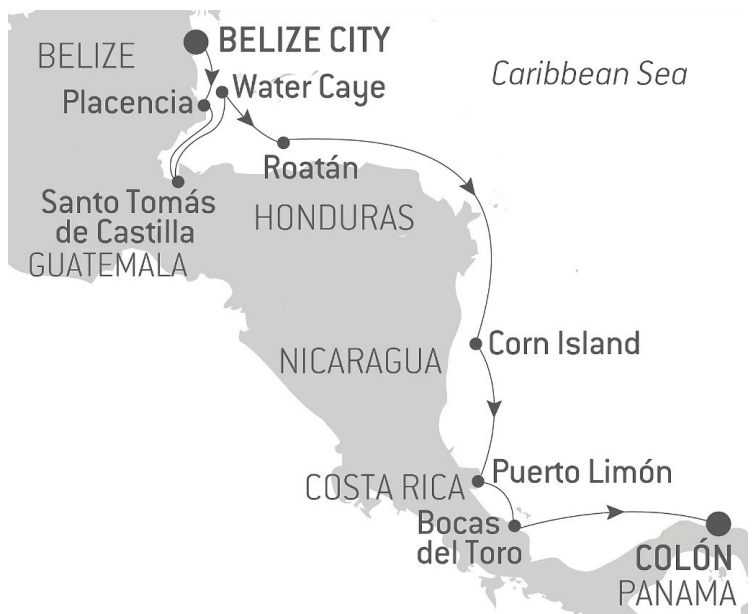 BELIZE CITY
BELIZE
Caribbean Sea
Water Caye
Placencia
Roatán
Santo Tomás
de Castilla
HONDURAS
GUATEMALA
Corn Island
NICARAGUA
Puerto Limón
COSTA RICA
Bocas
del Toro
COLÓN
PANAMA